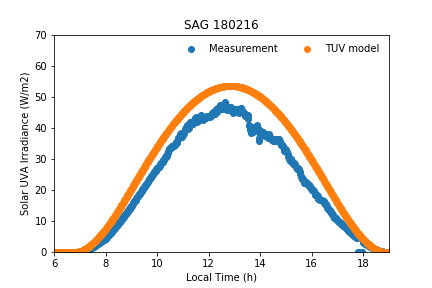 SAG 180216
Measurement TUV model
Solar UVA Irradiance (W/m2)
70
60
50
40
30
20
10
0
6 8 10 12 14 16 18
Local Time (h)